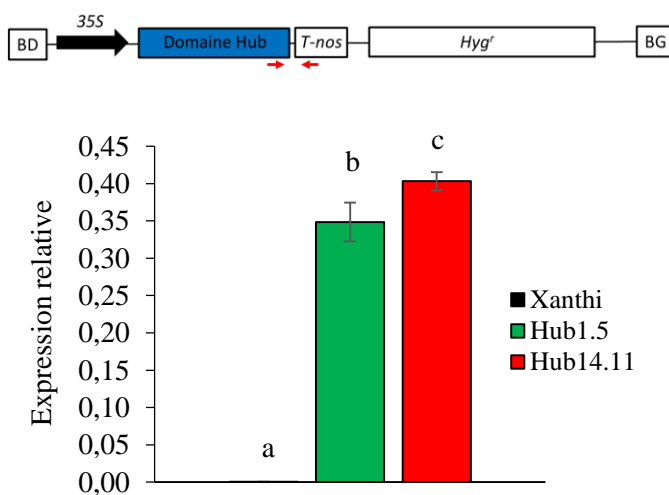 35S
BD Domaine Hub T-nos Hygʳ BG
0,45
0,40
0,35
0,30
0,25
0,20
0,15
0,10
0,05
0,00
Expression relative
a
b
c
Xanthi
Hub1.5
Hub14.11